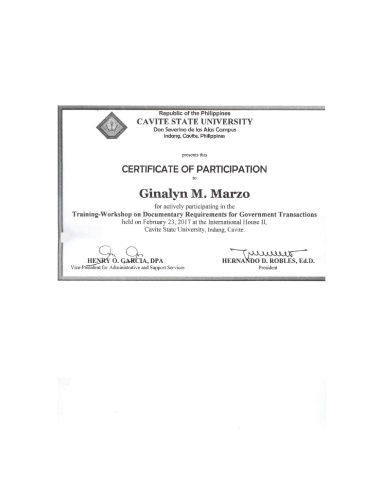 Republic of the Philippines
CAVITE STATE UNIVERSITY
Don Severino de las Alas Campus
Indang, Cavite, Philippines
presents this
CERTIFICATE OF PARTICIPATION
to
Ginalyn M. Marzo
for actively participating in the
Training-Workshop on Documentary Requirements for Government Transactions
held on February 23, 2017 at the International House II,
Cavite State University, Indang, Cavite
HENRY O. GARCIA, DPA
Vice-President for Administrative and Support Services
HERNANDO D. ROBLES, Ed.D.
President